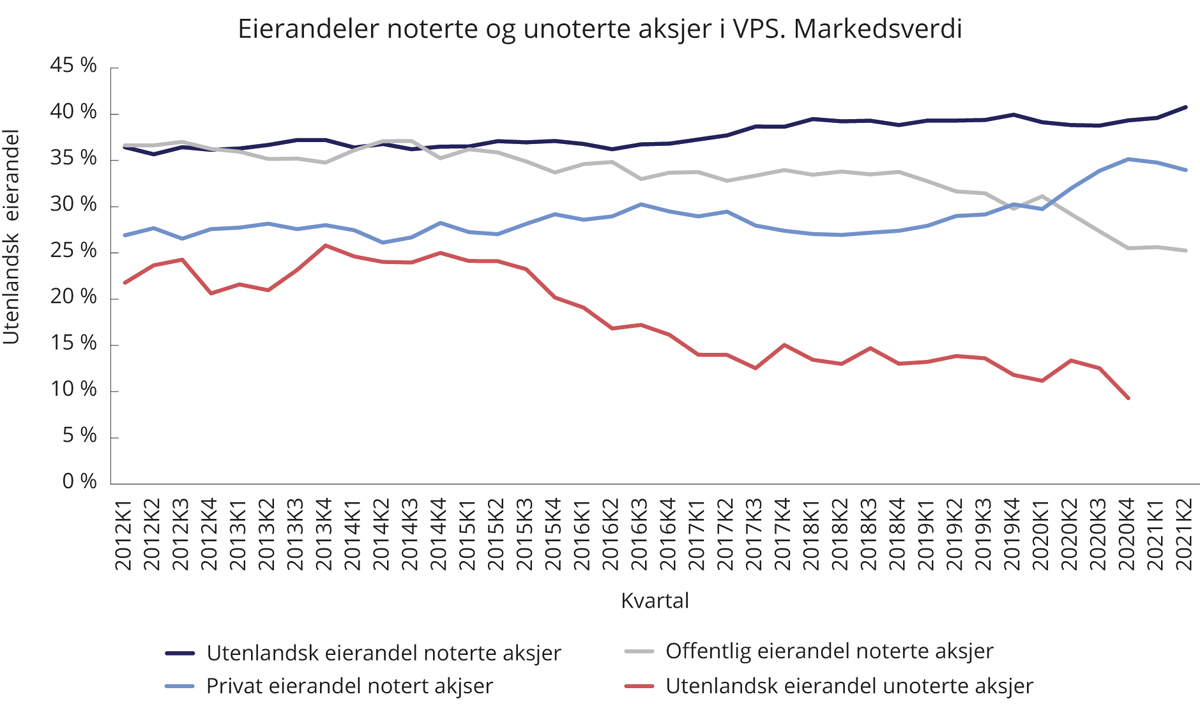 Eierandeler noterte og unoterte aksjer i VPS. Markedsverdi
Utenlandsk eierandel
45 %
40 %
35 %
30 %
25 %
20 %
15 %
10 %
5 %
0 %
2012K1
2012K2
2012K3
2012K4
2013K1
2013K2
2013K3
2013K4
2014K1
2014K2
2014K3
2014K4
2015K1
2015K2
2015K3
2015K4
2016K1
2016K2
2016K3
2016K4
2017K1
2017K2
2017K3
2017K4
2018K1
2018K2
2018K3
2018K4
2019K1
2019K2
2019K3
2019K4
2020K1
2020K2
2020K3
2020K4
2021K1
2021K2
Kvartal
Utenlandsk eierandel noterte aksjer
Offentlig eierandel noterte aksjer
Privat eierandel notert akjser
Utenlandsk eierandel unoterte aksjer